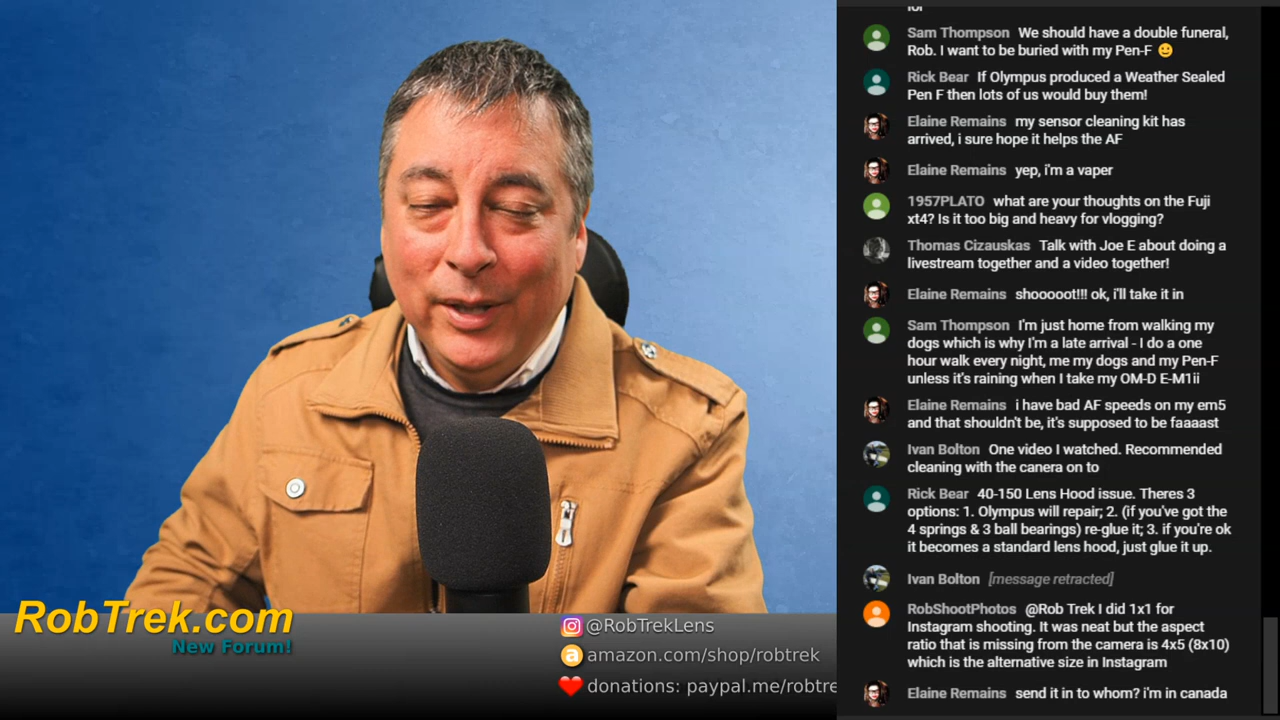 RobTrek.com
New Forum!
@RobTrekLens
amazon.com/shop/robtrek
donations: paypal.me/robtre
for
Sam Thompson We should have a double funeral,
Rob. I want to be buried with my Pen-F 🙂
Rick Bear If Olympus produced a Weather Sealed
Pen F then lots of us would buy them!
Elaine Remains my sensor cleaning kit has
arrived, i sure hope it helps the AF
Elaine Remains yep, i'm a vaper
1957PLATO what are your thoughts on the Fuji
xt4? Is it too big and heavy for vlogging?
Thomas Cizauskas Talk with Joe E about doing a
livestream together and a video together!
Elaine Remains shooooot!!! ok, i'll take it in
Sam Thompson I'm just home from walking my
dogs which is why I'm a late arrival - I do a one
hour walk every night, me my dogs and my Pen-F
unless it's raining when I take my OM-D E-M1ii
Elaine Remains i have bad AF speeds on my em5
and that shouldn't be, it's supposed to be faaaast
Ivan Bolton One video I watched. Recommended
cleaning with the canera on to
Rick Bear 40-150 Lens Hood issue. Theres 3
options: 1. Olympus will repair; 2. (if you've got the
4 springs & 3 ball bearings) re-glue it; 3. if you're ok
it becomes a standard lens hood, just glue it up.
Ivan Bolton [message retracted]
RobShootPhotos @Rob Trek I did 1x1 for
Instagram shooting. It was neat but the aspect
ratio that is missing from the camera is 4x5 (8x10)
which is the alternative size in Instagram
Elaine Remains send it in to whom? i'm in canada